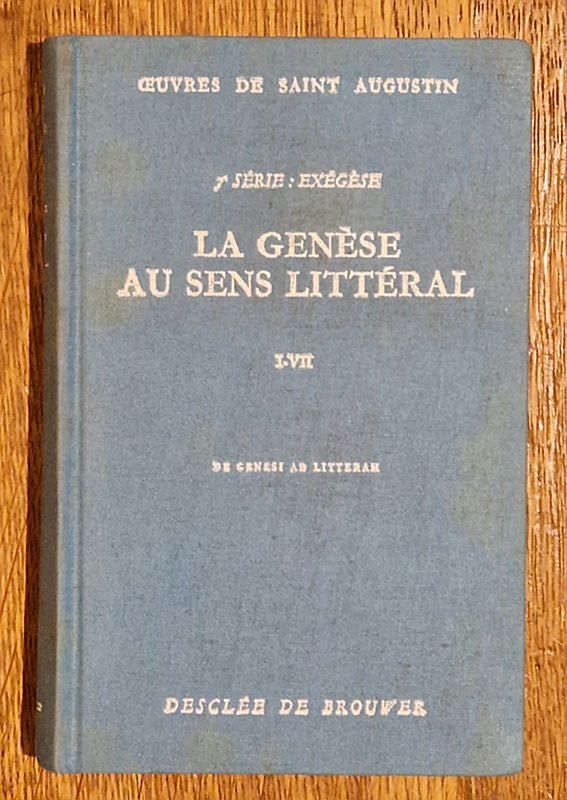 ŒUVRES DE SAINT AUGUSTIN
7e SÉRIE : EXÉGÈSE
LA GENÈSE
AU SENS LITTÉRAL
I-VII
DE GENESI AD LITTERAM
DESCLÉE DE BROUWER